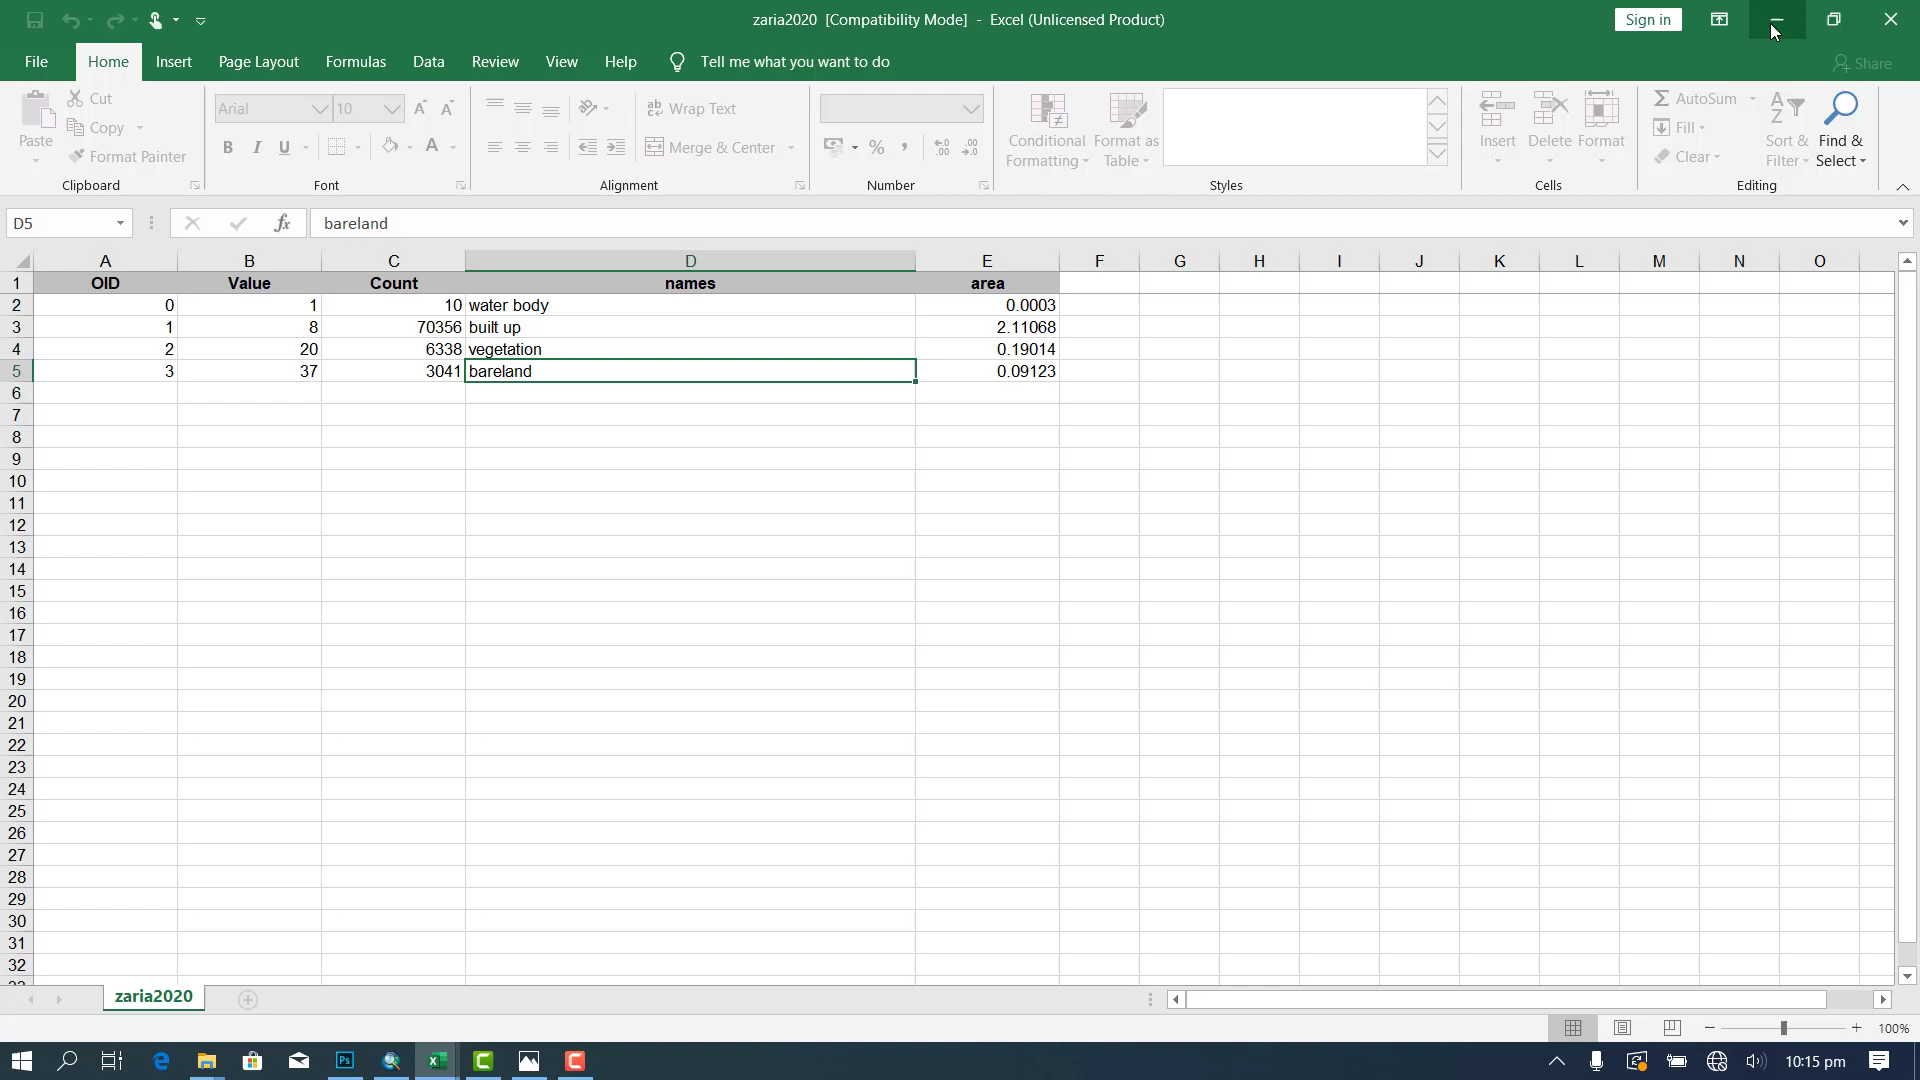 zaria2020 [Compatibility Mode] - Excel (Unlicensed Product)
Sign in
File Home Insert Page Layout Formulas Data Review View Help Tell me what you want to do Share
Paste
Cut
Copy
Format Painter
Clipboard
Arial 10
B I U
Font
ab Wrap Text
Merge & Center
Alignment
%
Number
Conditional Formatting
Format as Table
Styles
Insert Delete Format
Cells
AutoSum
Fill
Clear
Sort & Filter
Find & Select
Editing
D5 fx bareland
A B C D E F G H I J K L M N O
1 OID Value Count names area
2 0 1 10 water body 0.0003
3 1 8 70356 built up 2.11068
4 2 20 6338 vegetation 0.19014
5 3 37 3041 bareland 0.09123
6
7
8
9
10
11
12
13
14
15
16
17
18
19
20
21
22
23
24
25
26
27
28
29
30
31
32
zaria2020
100%
Ps
10:15 pm